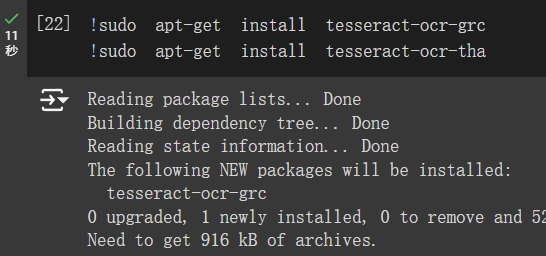 [22] !sudo apt-get install tesseract-ocr-grc
!sudo apt-get install tesseract-ocr-tha
11
秒
Reading package lists... Done
Building dependency tree... Done
Reading state information... Done
The following NEW packages will be installed:
tesseract-ocr-grc
0 upgraded, 1 newly installed, 0 to remove and 52
Need to get 916 kB of archives.